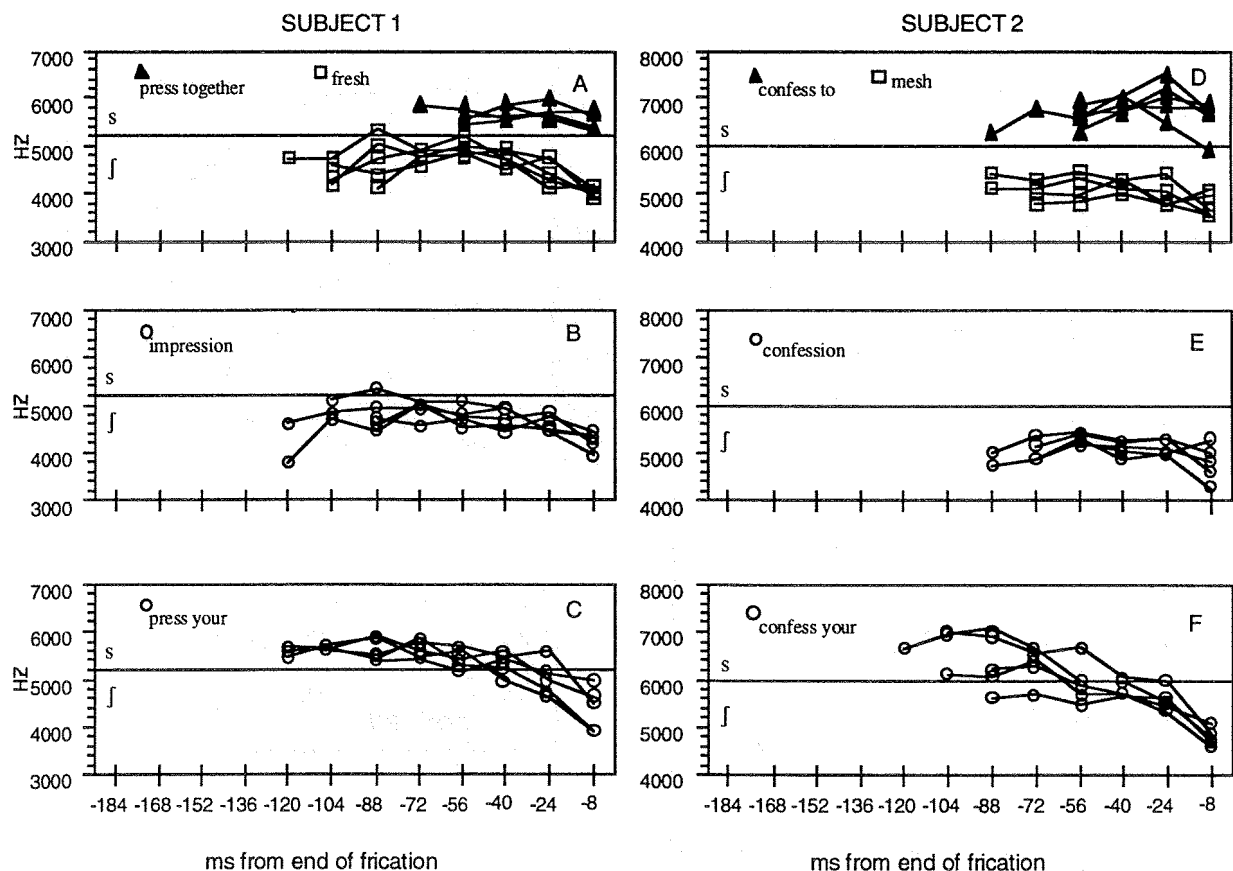 SUBJECT 1
7000
6000
5000
4000
3000
HZ
s
ʃ
press together
fresh
A
7000
6000
5000
4000
3000
HZ
s
ʃ
impression
B
7000
6000
5000
4000
3000
HZ
s
ʃ
press your
C
-184 -168 -152 -136 -120 -104 -88 -72 -56 -40 -24 -8
ms from end of frication
SUBJECT 2
8000
7000
6000
5000
4000
s
ʃ
confess to
mesh
D
8000
7000
6000
5000
4000
s
ʃ
confession
E
8000
7000
6000
5000
4000
s
ʃ
confess your
F
-184 -168 -152 -136 -120 -104 -88 -72 -56 -40 -24 -8
ms from end of frication